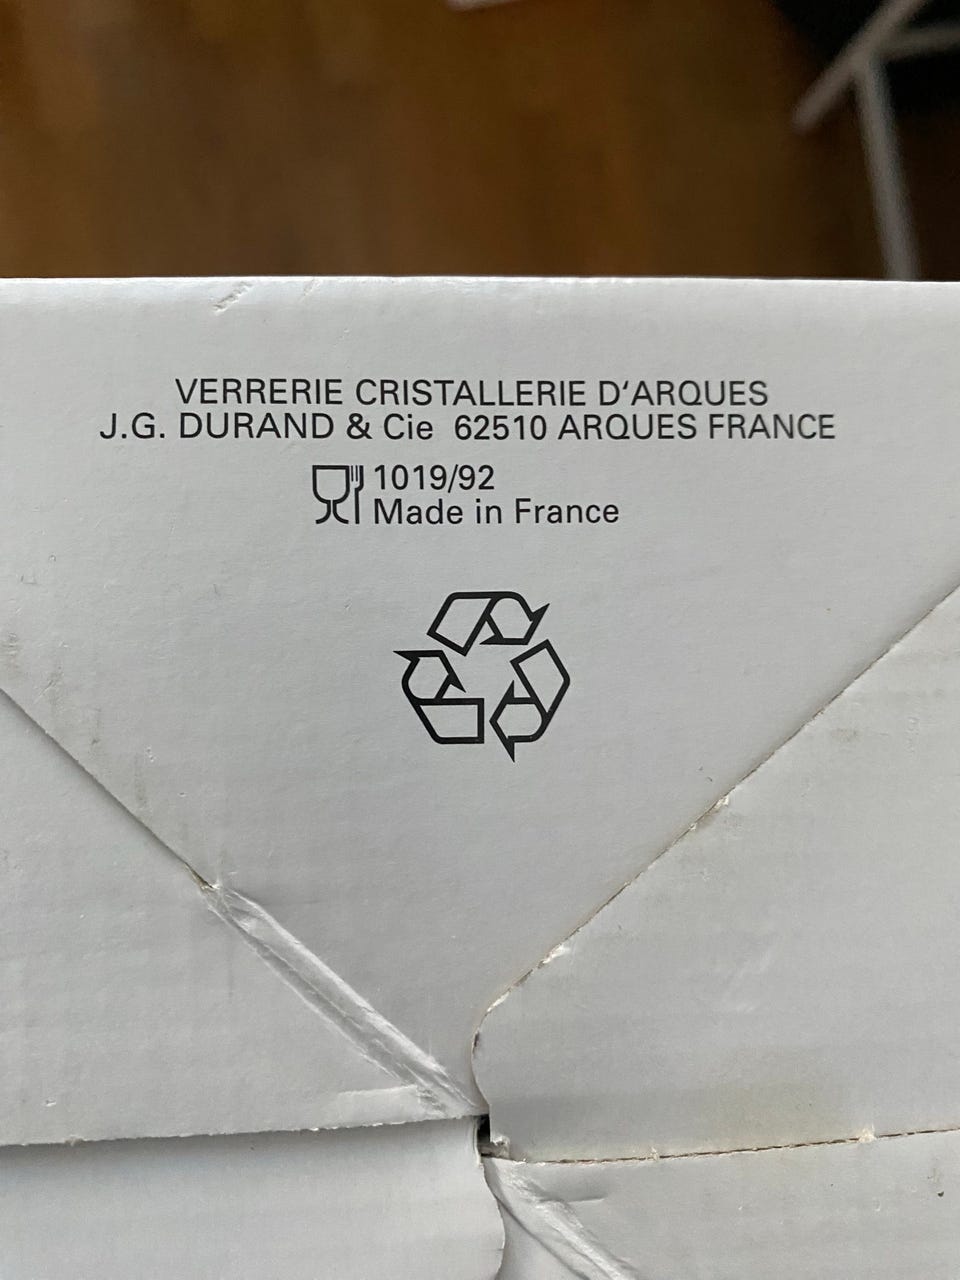 VERRERIE CRISTALLERIE D'ARQUES
J.G. DURAND & Cie 62510 ARQUES FRANCE
1019/92
Made in France